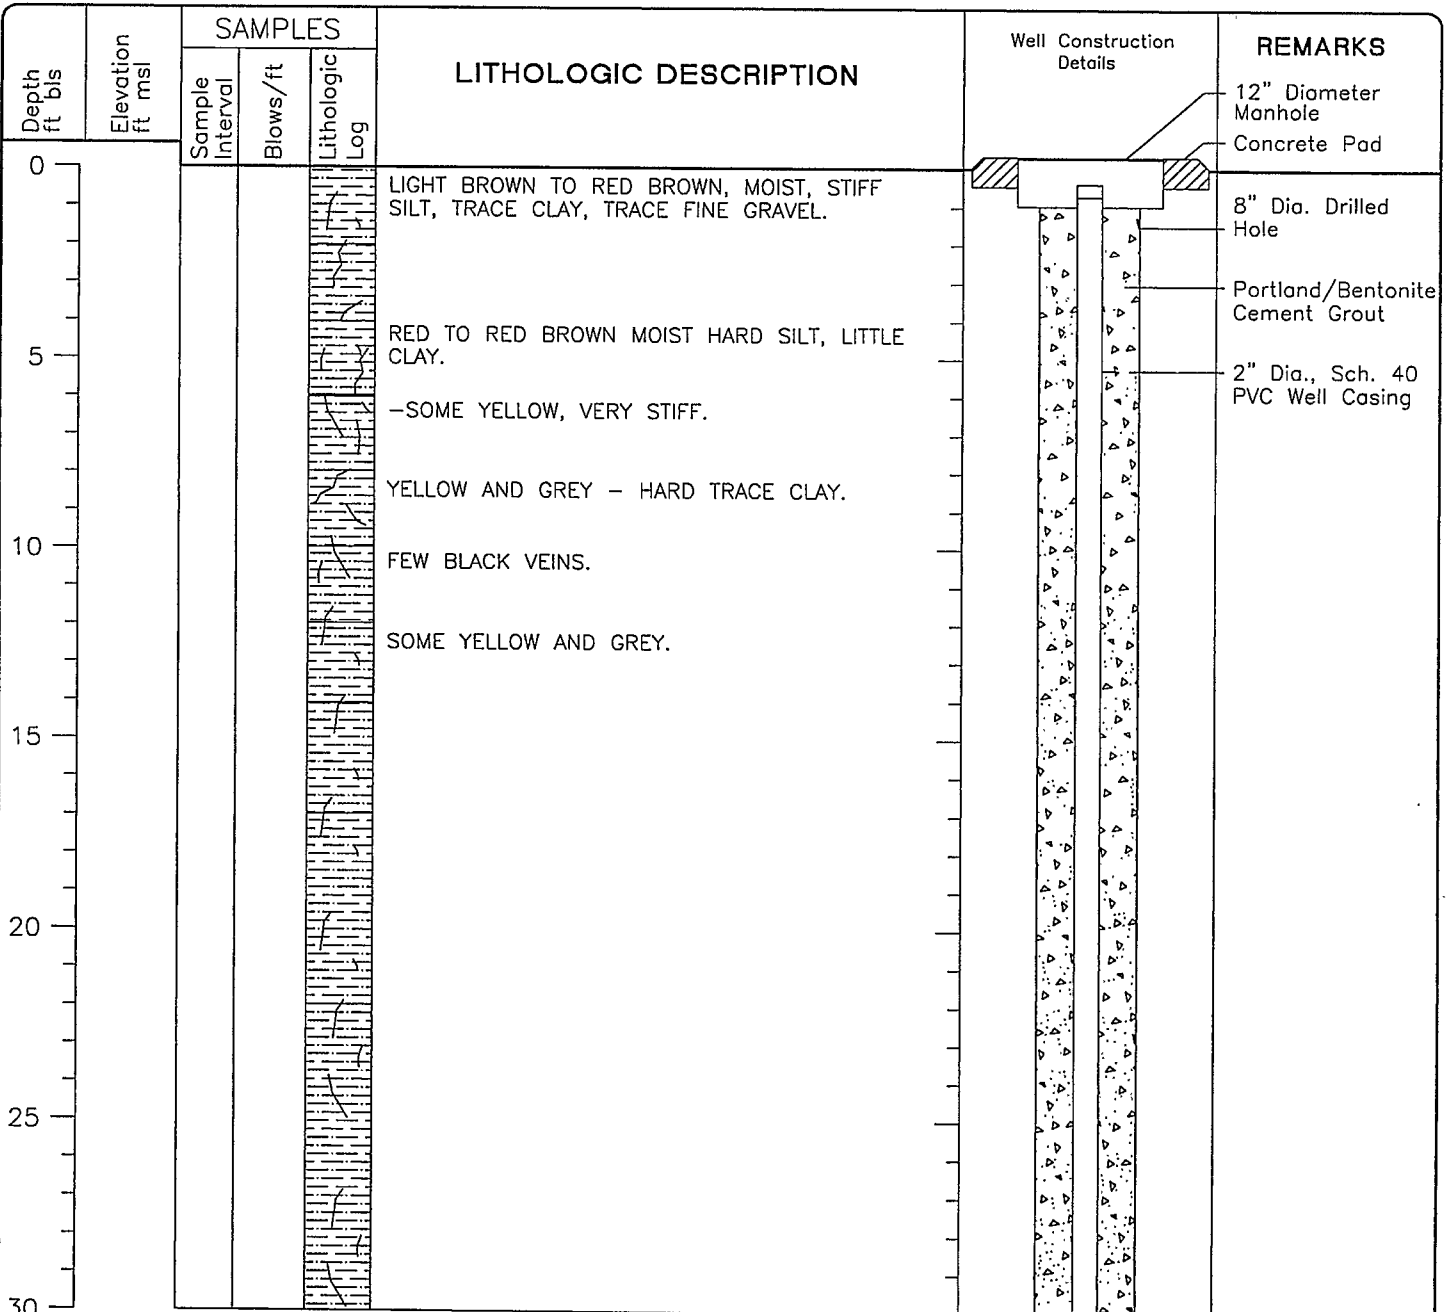 Depth
ft bls
Elevation
ft msl
SAMPLES
Sample
Interval
Blows/ft
Lithologic
Log
LITHOLOGIC DESCRIPTION
Well Construction
Details
REMARKS
12" Diameter
Manhole
Concrete Pad
8" Dia. Drilled
Hole
Portland/Bentonite
Cement Grout
2" Dia., Sch. 40
PVC Well Casing
0
LIGHT BROWN TO RED BROWN, MOIST, STIFF
SILT, TRACE CLAY, TRACE FINE GRAVEL.
RED TO RED BROWN MOIST HARD SILT, LITTLE
CLAY.
5
–SOME YELLOW, VERY STIFF.
YELLOW AND GREY – HARD TRACE CLAY.
10
FEW BLACK VEINS.
SOME YELLOW AND GREY.
15
20
25
30